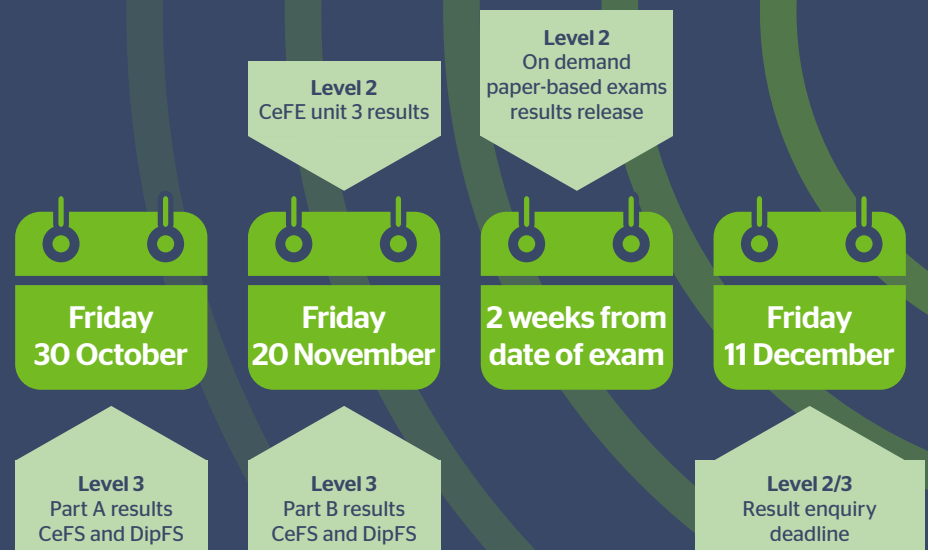 Level 2
On demand
paper-based exams
results release
Level 2
CeFE unit 3 results
Friday
30 October
Friday
20 November
2 weeks from
date of exam
Friday
11 December
Level 3
Part A results
CeFS and DipFS
Level 3
Part B results
CeFS and DipFS
Level 2/3
Result enquiry
deadline